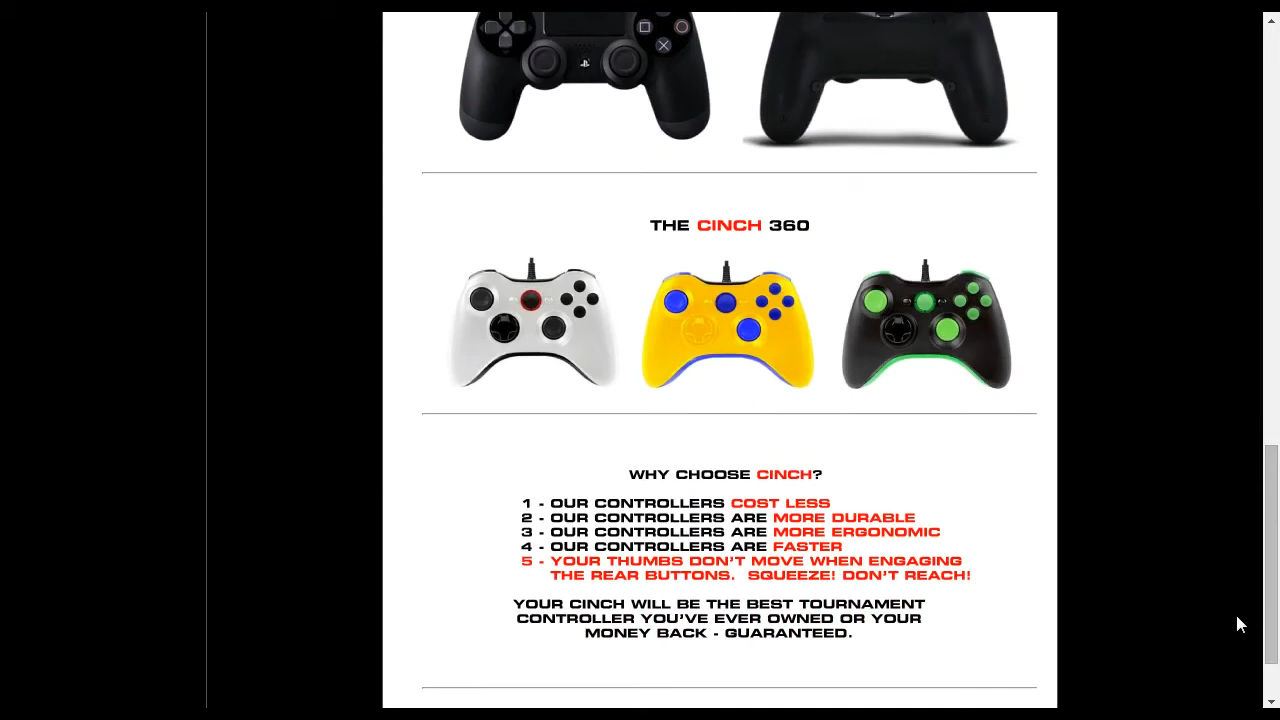 THE CINCH 360
WHY CHOOSE CINCH?
1 - OUR CONTROLLERS COST LESS
2 - OUR CONTROLLERS ARE MORE DURABLE
3 - OUR CONTROLLERS ARE MORE ERGONOMIC
4 - OUR CONTROLLERS ARE FASTER
5 - YOUR THUMBS DON'T MOVE WHEN ENGAGING
THE REAR BUTTONS.  SQUEEZE! DON'T REACH!
YOUR CINCH WILL BE THE BEST TOURNAMENT
CONTROLLER YOU'VE EVER OWNED OR YOUR
MONEY BACK - GUARANTEED.